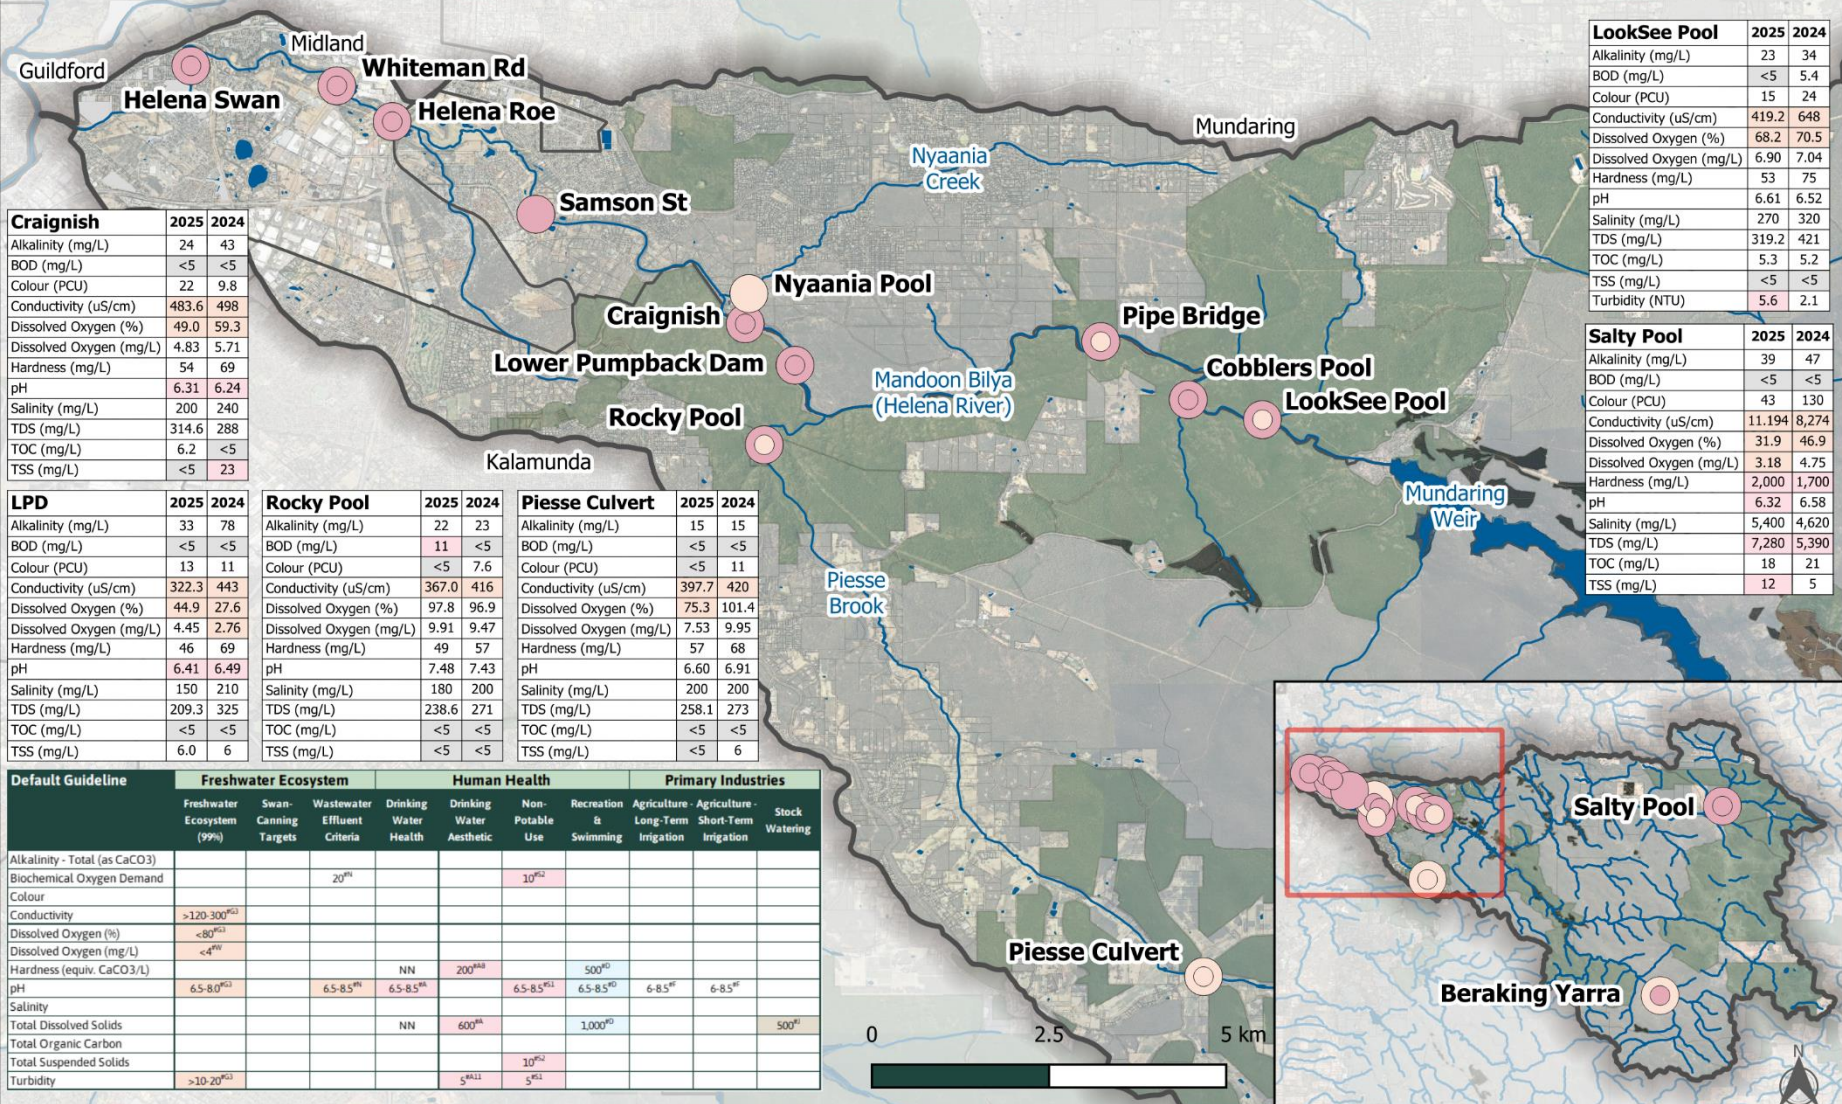 Guildford
Midland
Whiteman Rd
Helena Swan
Helena Roe
Samson St
Nyaania
Creek
Mundaring
Nyaania Pool
Craignish
Lower Pumpback Dam
Rocky Pool
Kalamunda
Mandoon Bilya
(Helena River)
Pipe Bridge
Cobblers Pool
LookSee Pool
Mundaring
Weir
Piesse
Brook
Piesse Culvert
LookSee Pool 2025 2024
Alkalinity (mg/L) 23 34
BOD (mg/L) <5 5.4
Colour (PCU) 15 24
Conductivity (uS/cm) 419.2 648
Dissolved Oxygen (%) 68.2 70.5
Dissolved Oxygen (mg/L) 6.90 7.04
Hardness (mg/L) 53 75
pH 6.61 6.52
Salinity (mg/L) 270 320
TDS (mg/L) 319.2 421
TOC (mg/L) 5.3 5.2
TSS (mg/L) <5 <5
Turbidity (NTU) 5.6 2.1
Salty Pool 2025 2024
Alkalinity (mg/L) 39 47
BOD (mg/L) <5 <5
Colour (PCU) 43 130
Conductivity (uS/cm) 11.194 8,274
Dissolved Oxygen (%) 31.9 46.9
Dissolved Oxygen (mg/L) 3.18 4.75
Hardness (mg/L) 2,000 1,700
pH 6.32 6.58
Salinity (mg/L) 5,400 4,620
TDS (mg/L) 7,280 5,390
TOC (mg/L) 18 21
TSS (mg/L) 12 5
Craignish 2025 2024
Alkalinity (mg/L) 24 43
BOD (mg/L) <5 <5
Colour (PCU) 22 9.8
Conductivity (uS/cm) 483.6 498
Dissolved Oxygen (%) 49.0 59.3
Dissolved Oxygen (mg/L) 4.83 5.71
Hardness (mg/L) 54 69
pH 6.31 6.24
Salinity (mg/L) 200 240
TDS (mg/L) 314.6 288
TOC (mg/L) 6.2 <5
TSS (mg/L) <5 23
LPD 2025 2024
Alkalinity (mg/L) 33 78
BOD (mg/L) <5 <5
Colour (PCU) 13 11
Conductivity (uS/cm) 322.3 443
Dissolved Oxygen (%) 44.9 27.6
Dissolved Oxygen (mg/L) 4.45 2.76
Hardness (mg/L) 46 69
pH 6.41 6.49
Salinity (mg/L) 150 210
TDS (mg/L) 209.3 325
TOC (mg/L) <5 <5
TSS (mg/L) 6.0 6
Rocky Pool 2025 2024
Alkalinity (mg/L) 22 23
BOD (mg/L) 11 <5
Colour (PCU) <5 7.6
Conductivity (uS/cm) 367.0 416
Dissolved Oxygen (%) 97.8 96.9
Dissolved Oxygen (mg/L) 9.91 9.47
Hardness (mg/L) 49 57
pH 7.48 7.43
Salinity (mg/L) 180 200
TDS (mg/L) 238.6 271
TOC (mg/L) <5 <5
TSS (mg/L) <5 <5
Piesse Culvert 2025 2024
Alkalinity (mg/L) 15 15
BOD (mg/L) <5 <5
Colour (PCU) <5 11
Conductivity (uS/cm) 397.7 420
Dissolved Oxygen (%) 75.3 101.4
Dissolved Oxygen (mg/L) 7.53 9.95
Hardness (mg/L) 57 68
pH 6.60 6.91
Salinity (mg/L) 200 200
TDS (mg/L) 258.1 273
TOC (mg/L) <5 <5
TSS (mg/L) <5 6
Default Guideline Freshwater Ecosystem Human Health Primary Industries
Freshwater Swan- Wastewater Drinking Drinking Non- Recreation Agriculture - Agriculture - Stock
Ecosystem Canning Effluent Water Water Potable & Long-Term Short-Term Watering
(99%) Targets Criteria Health Aesthetic Use Swimming Irrigation Irrigation
Alkalinity - Total (as CaCO3)
Biochemical Oxygen Demand 20#N 10#S2
Colour
Conductivity >120-300#G3
Dissolved Oxygen (%) <80#G3
Dissolved Oxygen (mg/L) <4#W
Hardness (equiv. CaCO3/L) NN 200#AB 500#D
pH 6.5-8.0#G3 6.5-8.5#N 6.5-8.5#A 6.5-8.5#S1 6.5-8.5#D 6-8.5#F 6-8.5#F
Salinity
Total Dissolved Solids NN 600#A 1,000#D 500#J
Total Organic Carbon
Total Suspended Solids 10#S2
Turbidity >10-20#G3 5#A11 5#S1
0 2.5 5 km
Salty Pool
Beraking Yarra
N